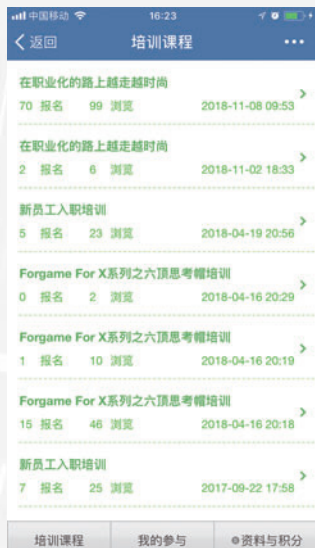 中国移动 16:23
返回 培训课程 •••
在职业化的路上越走越时尚
70 报名 99 浏览 2018-11-08 09:53
在职业化的路上越走越时尚
2 报名 6 浏览 2018-11-02 18:33
新员工入职培训
5 报名 23 浏览 2018-04-19 20:56
Forgame For X系列之六顶思考帽培训
0 报名 2 浏览 2018-04-16 20:29
Forgame For X系列之六顶思考帽培训
1 报名 10 浏览 2018-04-16 20:19
Forgame For X系列之六顶思考帽培训
15 报名 46 浏览 2018-04-16 20:18
新员工入职培训
7 报名 25 浏览 2017-09-22 17:58
培训课程 我的参与 资料与积分